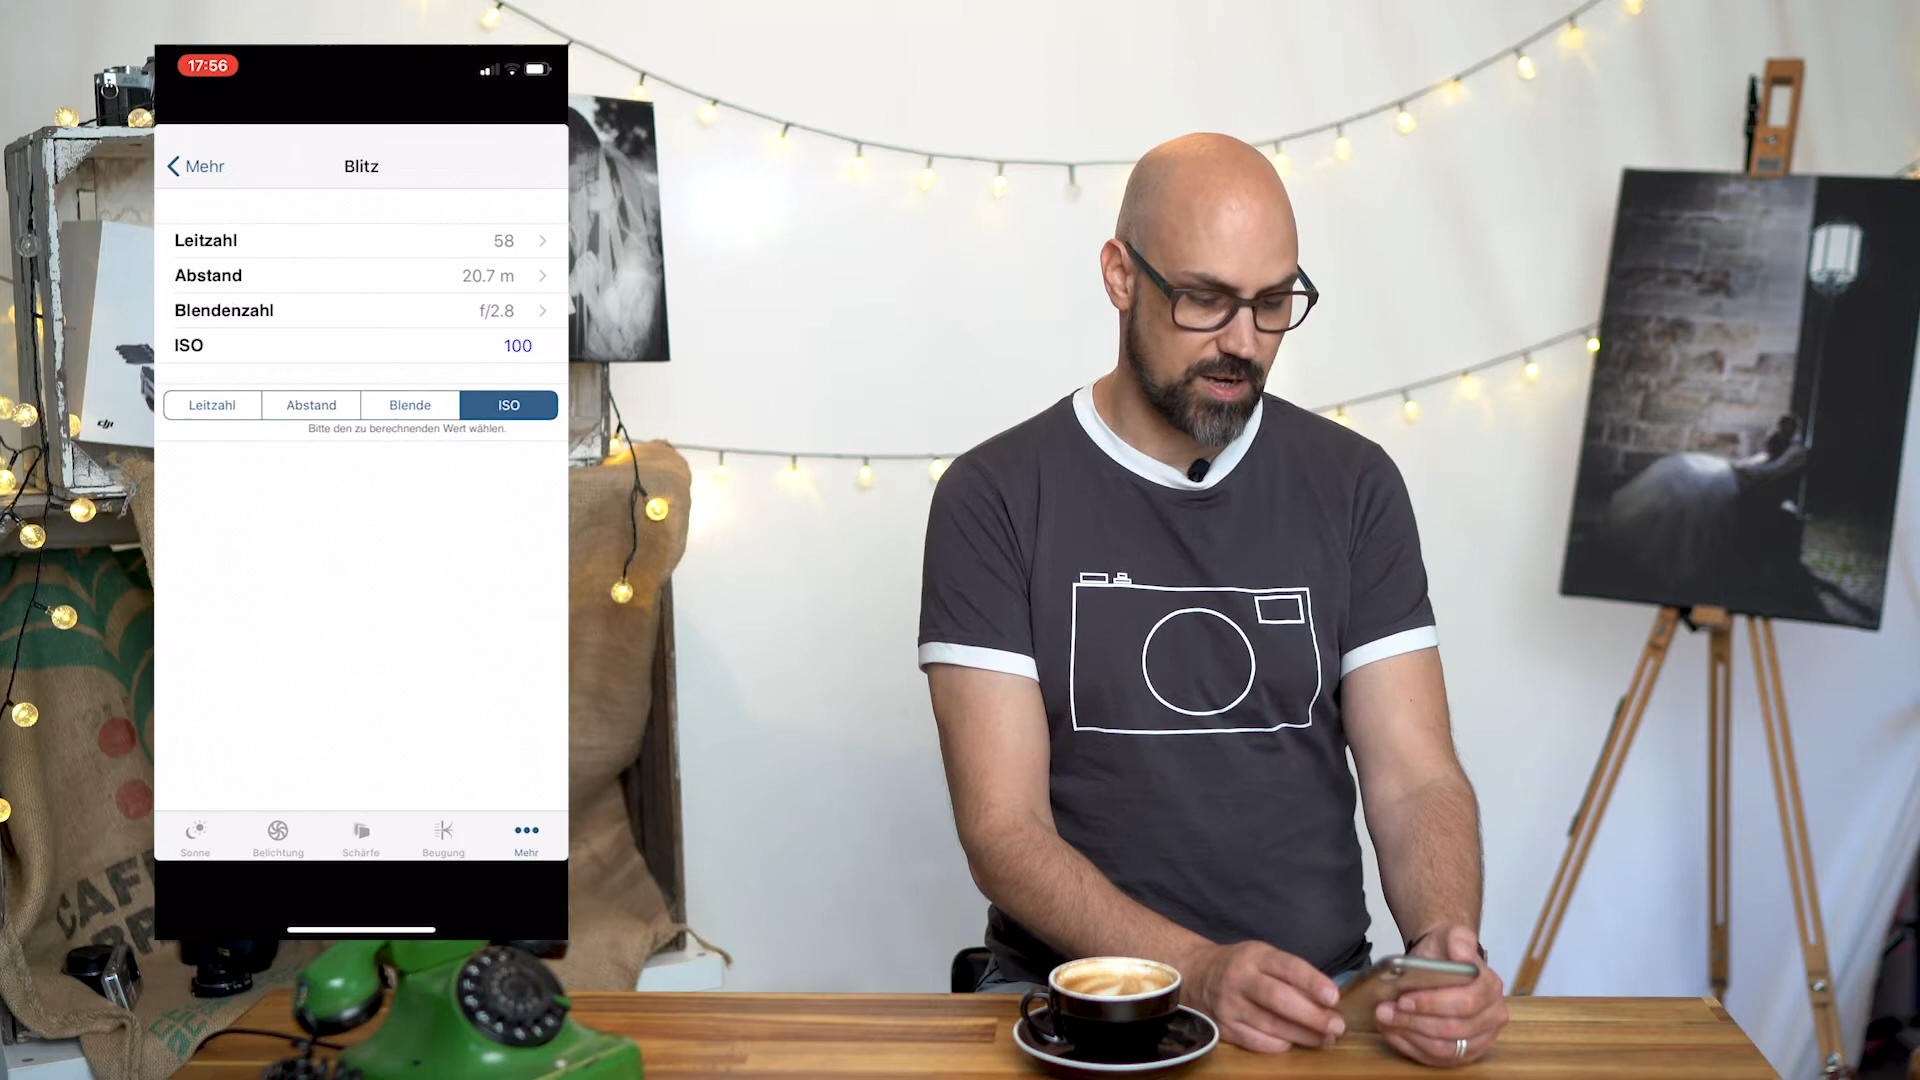 17:56
Mehr
Blitz
Leitzahl 58
Abstand 20.7 m
Blendenzahl f/2.8
ISO 100
Leitzahl Abstand Blende ISO
Bitte den zu berechnenden Wert wählen.
Sonne Belichtung Schärfe Beugung Mehr
dji